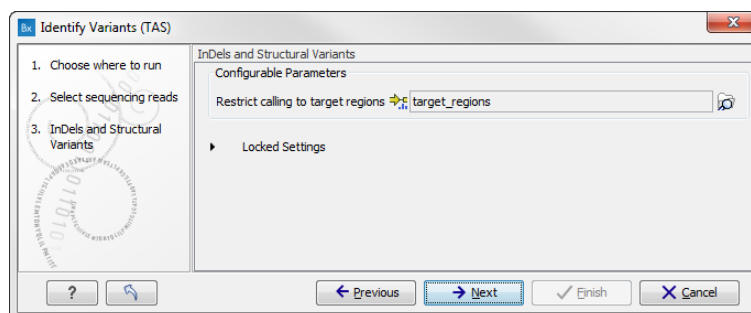 Bx Identify Variants (TAS)
x
1. Choose where to run
2. Select sequencing reads
3. InDels and Structural
Variants
InDels and Structural Variants
Configurable Parameters
Restrict calling to target regions target_regions
Locked Settings
? Previous Next Finish Cancel